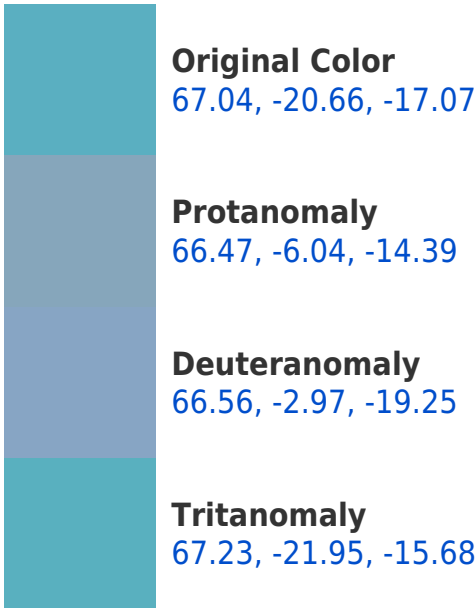 Original Color
67.04, -20.66, -17.07
Protanomaly
66.47, -6.04, -14.39
Deuteranomaly
66.56, -2.97, -19.25
Tritanomaly
67.23, -21.95, -15.68